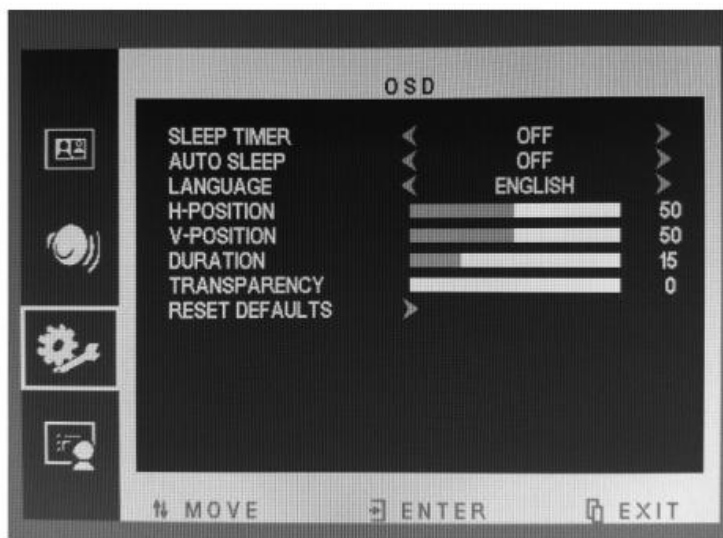 OSD
SLEEP TIMER OFF
AUTO SLEEP OFF
LANGUAGE ENGLISH
H-POSITION 50
V-POSITION 50
DURATION 15
TRANSPARENCY 0
RESET DEFAULTS
MOVE ENTER EXIT